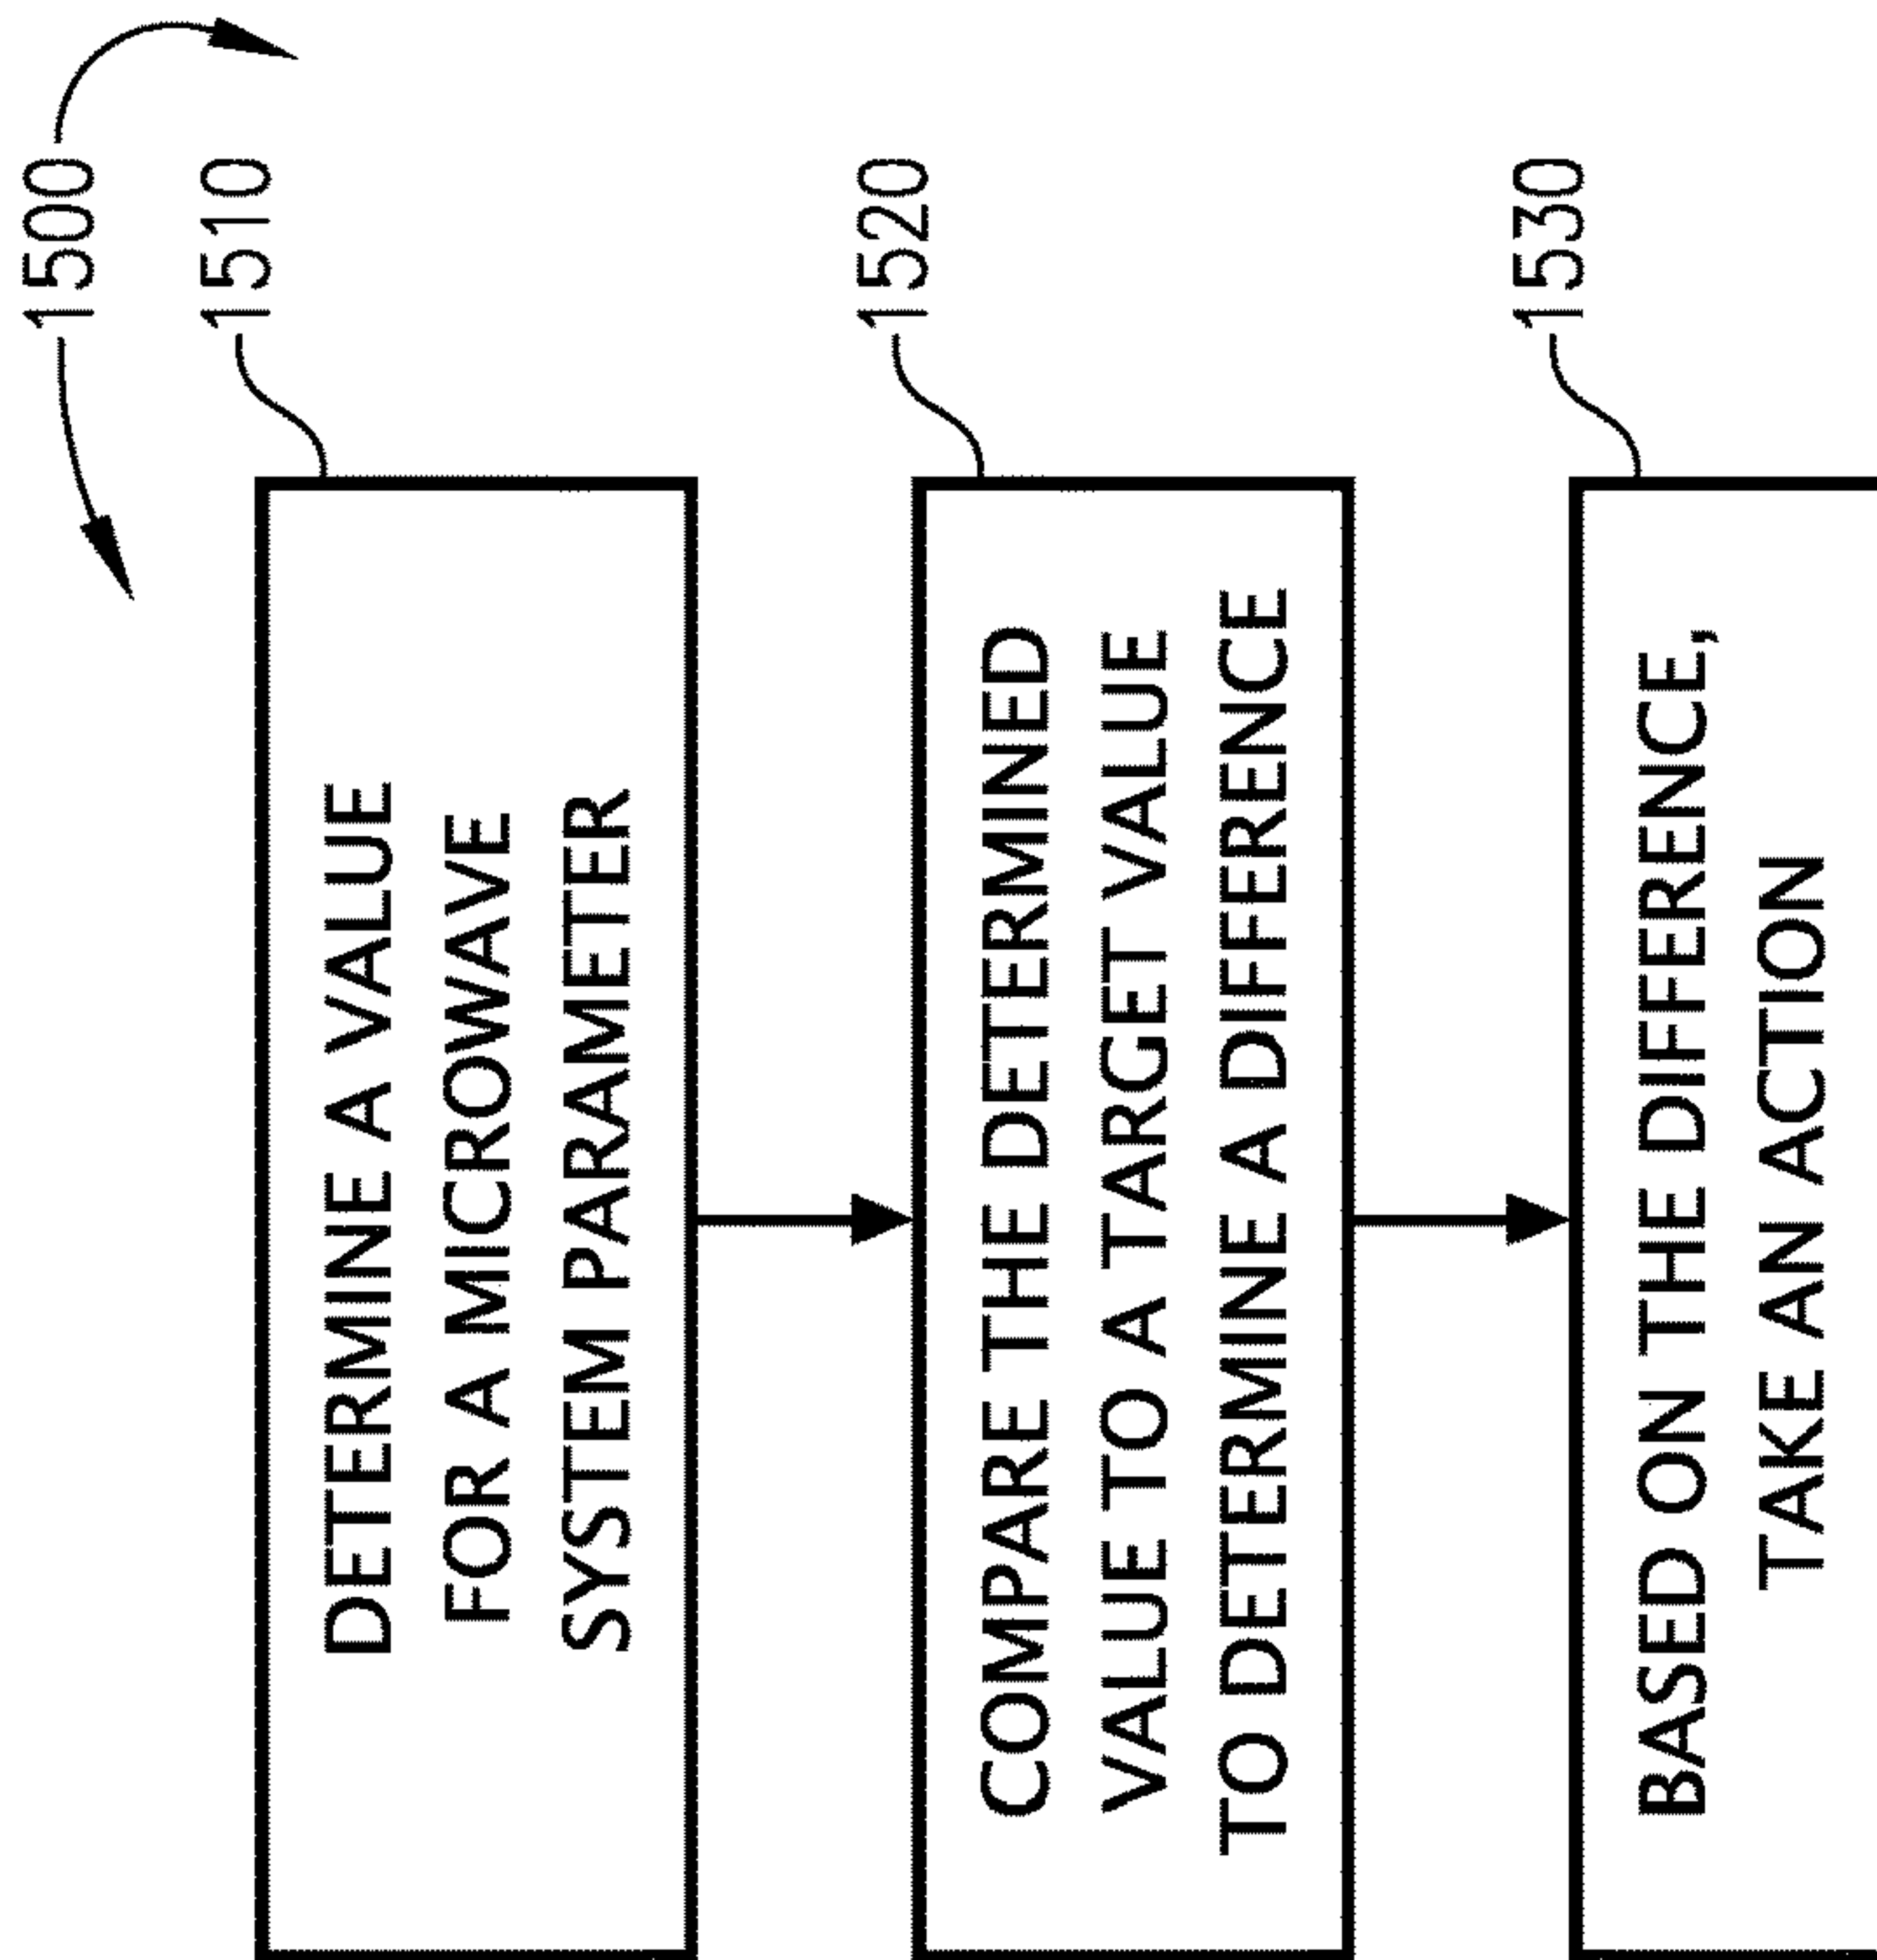 1500
1510
DETERMINE A VALUE
FOR A MICROWAVE
SYSTEM PARAMETER
1520
COMPARE THE DETERMINED
VALUE TO A TARGET VALUE
TO DETERMINE A DIFFERENCE
1530
BASED ON THE DIFFERENCE,
TAKE AN ACTION